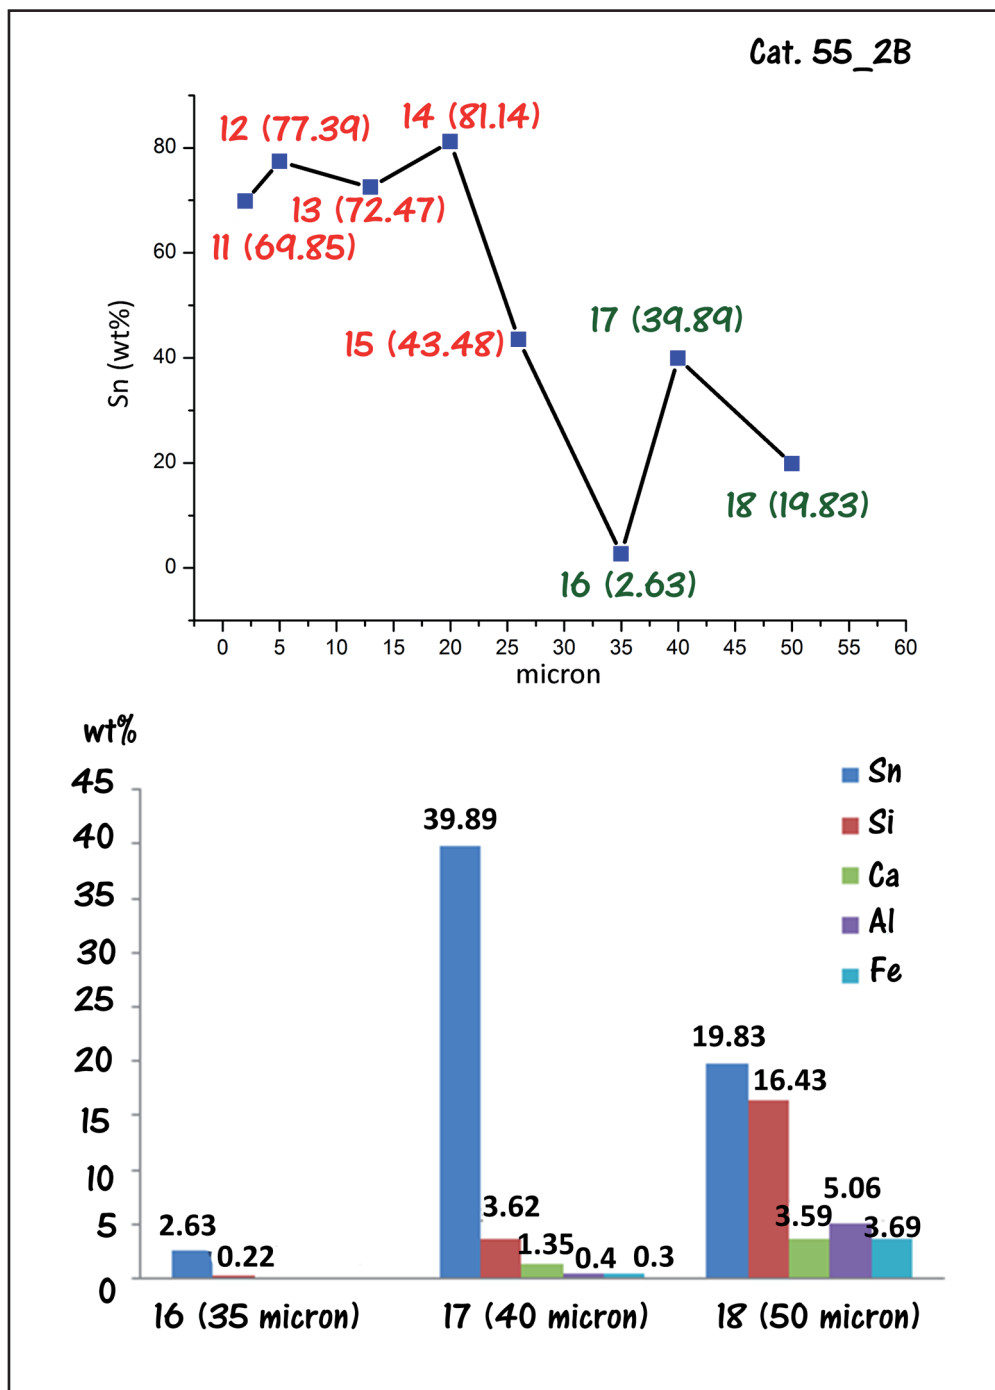 Cat. 55_2B
12 (77.39)
14 (81.14)
80
13 (72.47)
11 (69.85)
60
17 (39.89)
15 (43.48)
Sn (wt%)
40
20
18 (19.83)
0
16 (2.63)
0 5 10 15 20 25 30 35 40 45 50 55 60
micron
wt%
45
40
35
30
25
20
15
10
5
0
Sn
Si
Ca
Al
Fe
2.63
0.22
39.89
3.62
1.35
0.4
0.3
19.83
16.43
3.59
5.06
3.69
16 (35 micron)
17 (40 micron)
18 (50 micron)